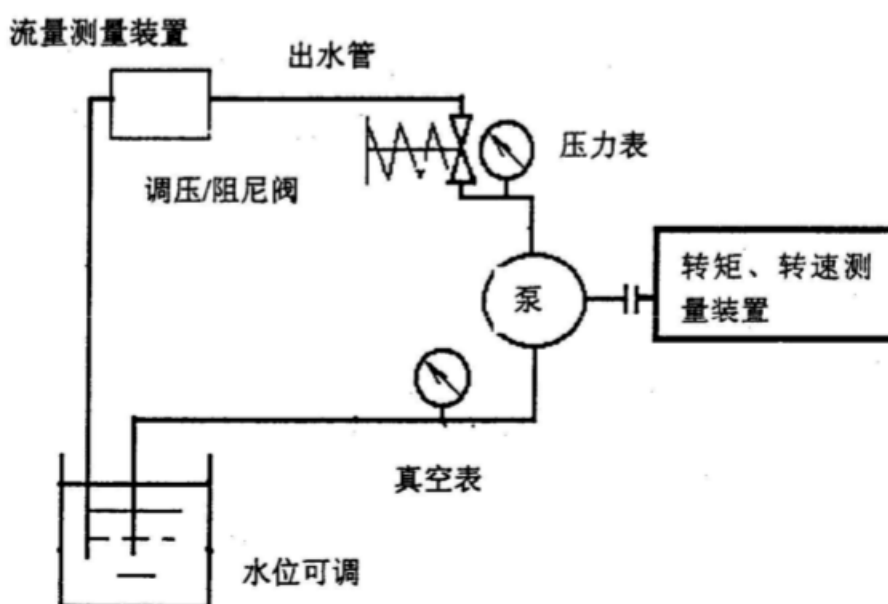 流量测量装置
出水管
压力表
调压/阻尼阀
转矩、转速测
量装置
泵
真空表
水位可调